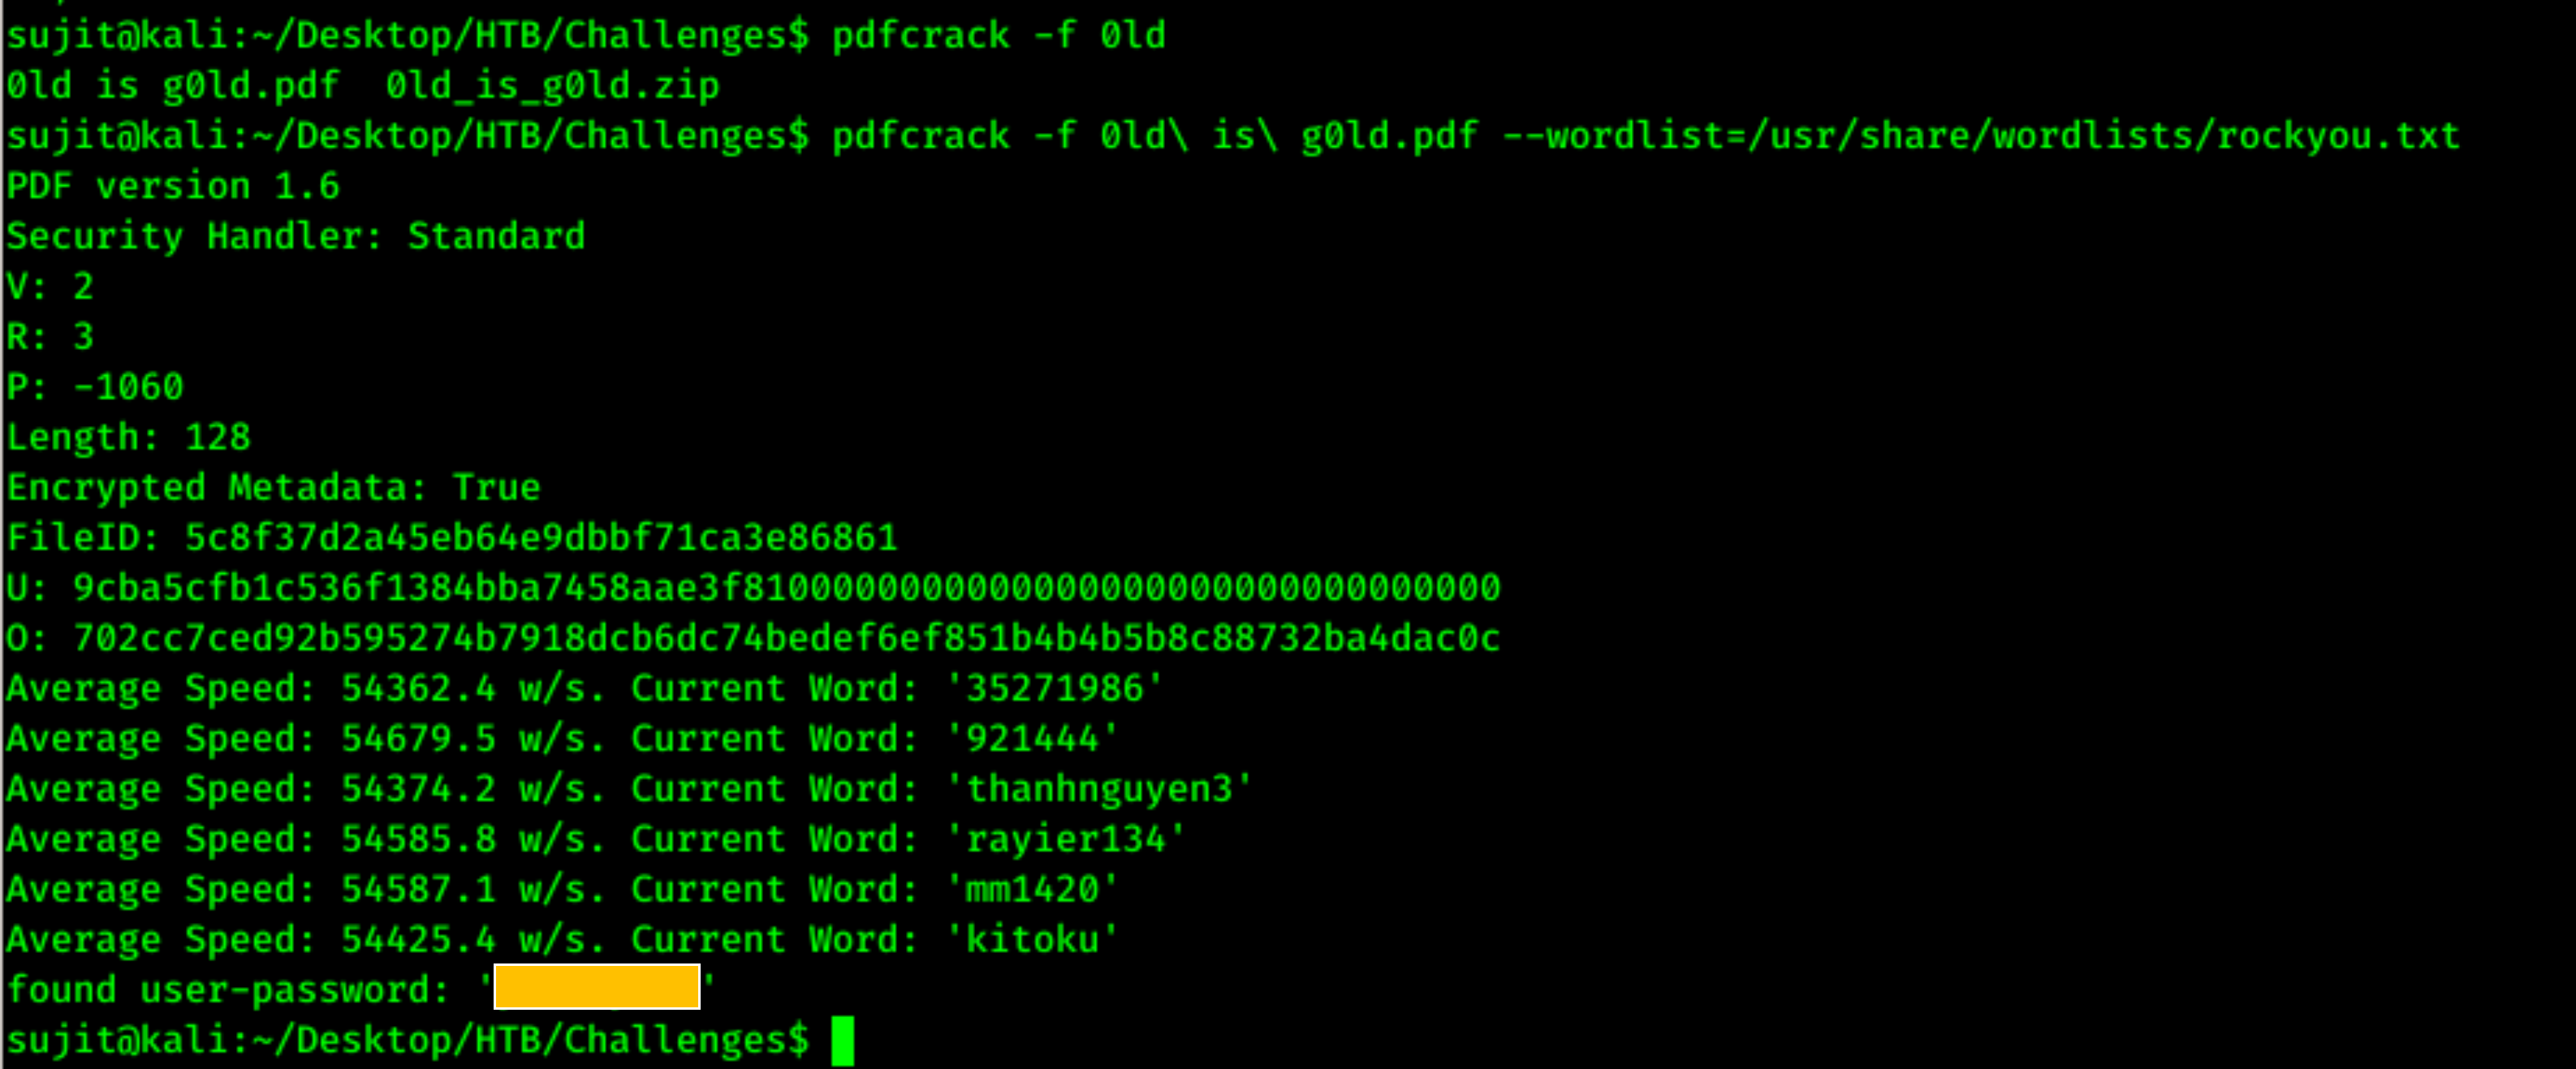 sujit@kali:~/Desktop/HTB/Challenges$ pdfcrack -f 0ld
0ld is g0ld.pdf  0ld_is_g0ld.zip
sujit@kali:~/Desktop/HTB/Challenges$ pdfcrack -f 0ld\ is\ g0ld.pdf --wordlist=/usr/share/wordlists/rockyou.txt
PDF version 1.6
Security Handler: Standard
V: 2
R: 3
P: -1060
Length: 128
Encrypted Metadata: True
FileID: 5c8f37d2a45eb64e9dbbf71ca3e86861
U: 9cba5cfb1c536f1384bba7458aae3f8100000000000000000000000000000000
O: 702cc7ced92b595274b7918dcb6dc74bedef6ef851b4b4b5b8c88732ba4dac0c
Average Speed: 54362.4 w/s. Current Word: '35271986'
Average Speed: 54679.5 w/s. Current Word: '921444'
Average Speed: 54374.2 w/s. Current Word: 'thanhnguyen3'
Average Speed: 54585.8 w/s. Current Word: 'rayier134'
Average Speed: 54587.1 w/s. Current Word: 'mm1420'
Average Speed: 54425.4 w/s. Current Word: 'kitoku'
found user-password: ' '
sujit@kali:~/Desktop/HTB/Challenges$